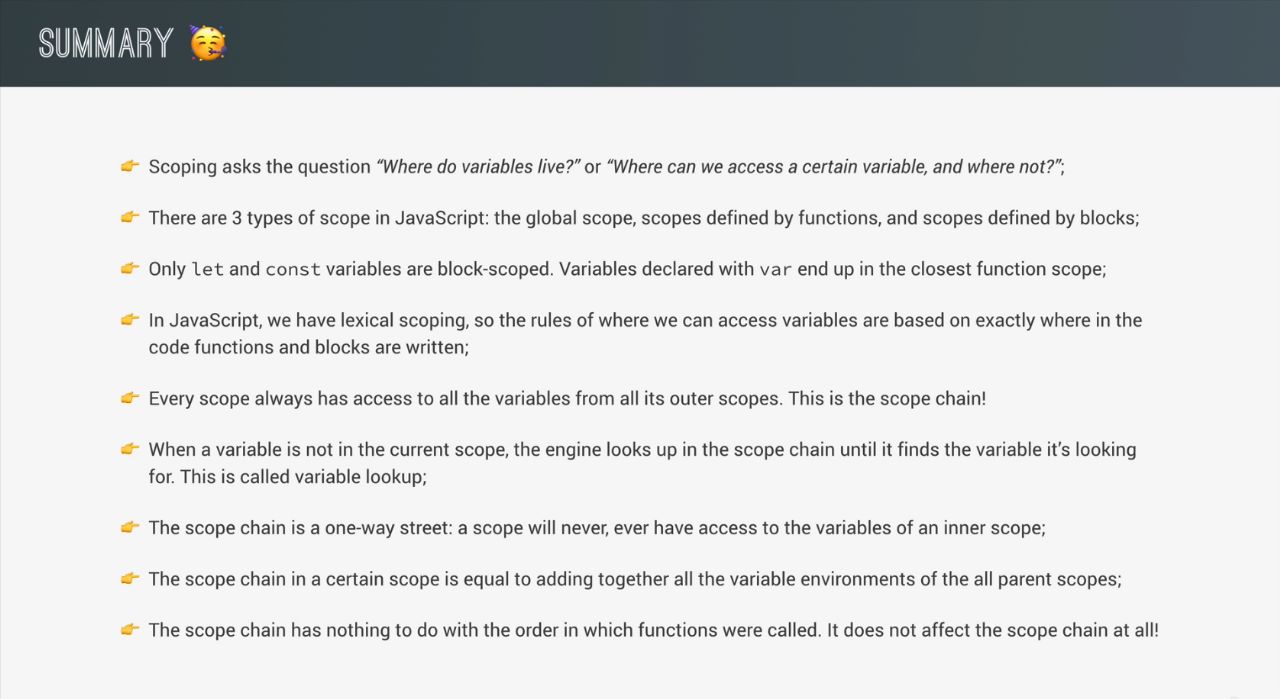 SUMMARY 🥳
👉 Scoping asks the question “Where do variables live?” or “Where can we access a certain variable, and where not?”;
👉 There are 3 types of scope in JavaScript: the global scope, scopes defined by functions, and scopes defined by blocks;
👉 Only let and const variables are block-scoped. Variables declared with var end up in the closest function scope;
👉 In JavaScript, we have lexical scoping, so the rules of where we can access variables are based on exactly where in the
code functions and blocks are written;
👉 Every scope always has access to all the variables from all its outer scopes. This is the scope chain!
👉 When a variable is not in the current scope, the engine looks up in the scope chain until it finds the variable it’s looking
for. This is called variable lookup;
👉 The scope chain is a one-way street: a scope will never, ever have access to the variables of an inner scope;
👉 The scope chain in a certain scope is equal to adding together all the variable environments of the all parent scopes;
👉 The scope chain has nothing to do with the order in which functions were called. It does not affect the scope chain at all!